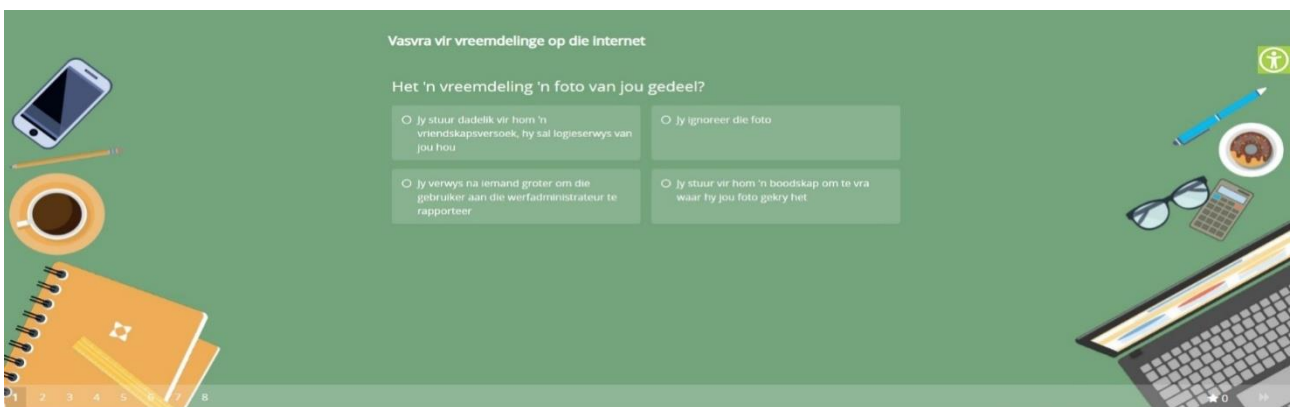 Vasvra vir vreemdelinge op die internet
Het 'n vreemdeling 'n foto van jou gedeel?
Jy stuur dadelik vir hom 'n
vriendskapsversoek, hy sal logieserwys van
jou hou
Jy ignoreer die foto
Jy verwys na iemand groter om die
gebruiker aan die werfadministrateur te
rapporteer
Jy stuur vir hom 'n boodskap om te vra
waar hy jou foto gekry het
1 2 3 4 5 6 7 8
0